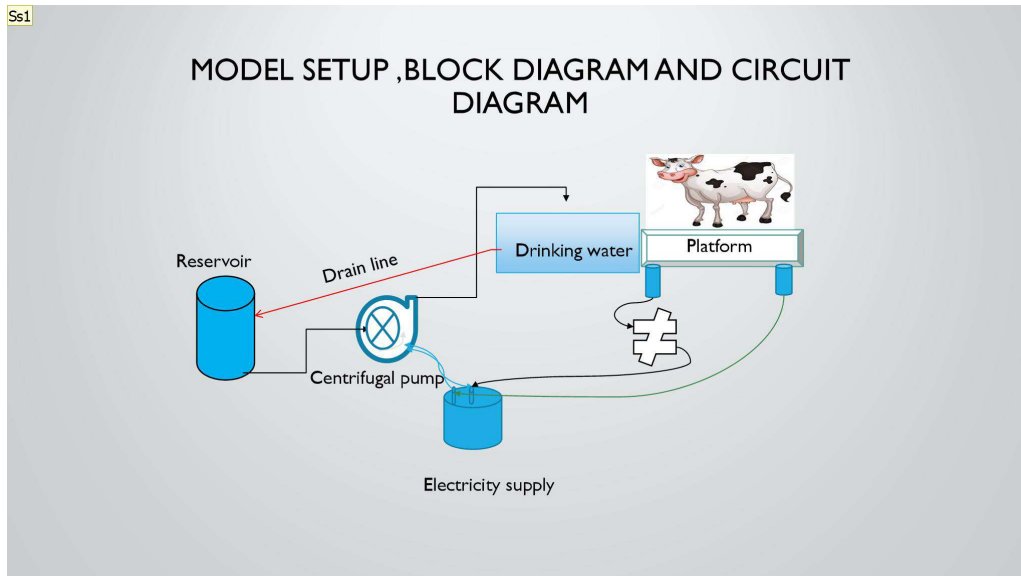 Ss1
MODEL SETUP ,BLOCK DIAGRAM AND CIRCUIT
DIAGRAM
Platform
Drinking water
Reservoir
Drain line
Centrifugal pump
Electricity supply